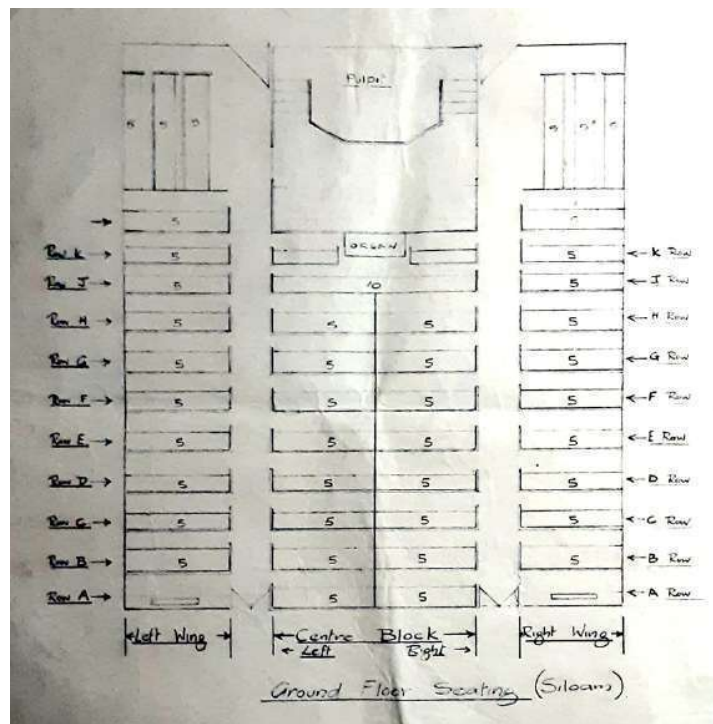 Pulpit
5 5 5 5 5 5
5 5
ORGAN
Row K → 5 5 ← K Row
Row J → 5 10 5 ← J Row
Row H → 5 5 5 5 ← H Row
Row G → 5 5 5 5 ← G Row
Row F → 5 5 5 5 ← F Row
Row E → 5 5 5 5 ← E Row
Row D → 5 5 5 5 ← D Row
Row C → 5 5 5 5 ← C Row
Row B → 5 5 5 5 ← B Row
Row A → 5 5 ← A Row
Left Wing Centre Block Right Wing
Left Right
Ground Floor Seating (Siloam)